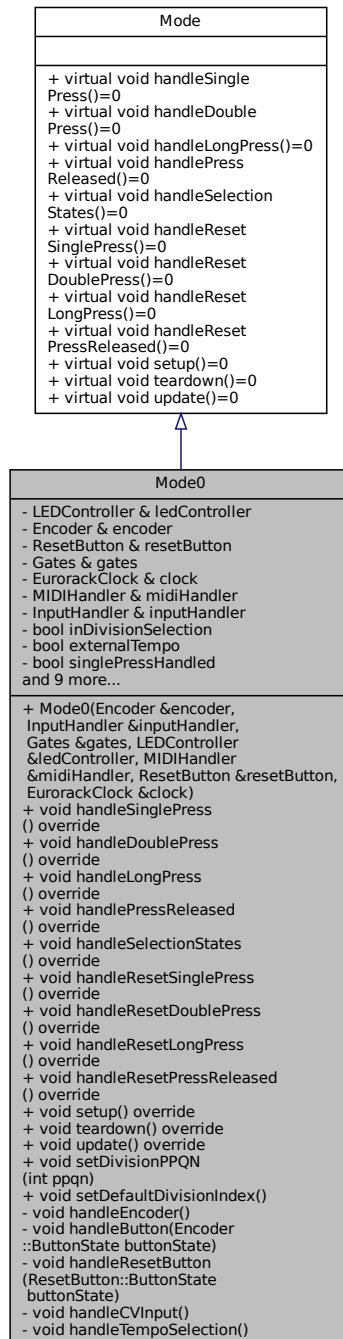 Mode
+ virtual void handleSingle
Press()=0
+ virtual void handleDouble
Press()=0
+ virtual void handleLongPress()=0
+ virtual void handlePress
Released()=0
+ virtual void handleSelection
States()=0
+ virtual void handleReset
SinglePress()=0
+ virtual void handleReset
DoublePress()=0
+ virtual void handleReset
LongPress()=0
+ virtual void handleReset
PressReleased()=0
+ virtual void setup()=0
+ virtual void teardown()=0
+ virtual void update()=0
Mode0
- LEDController & ledController
- Encoder & encoder
- ResetButton & resetButton
- Gates & gates
- EurorackClock & clock
- MIDIHandler & midiHandler
- InputHandler & inputHandler
- bool inDivisionSelection
- bool externalTempo
- bool singlePressHandled
and 9 more...
+ Mode0(Encoder &encoder,
InputHandler &inputHandler,
Gates &gates, LEDController
&ledController, MIDIHandler
&midiHandler, ResetButton &resetButton,
EurorackClock &clock)
+ void handleSinglePress
() override
+ void handleDoublePress
() override
+ void handleLongPress
() override
+ void handlePressReleased
() override
+ void handleSelectionStates
() override
+ void handleResetSinglePress
() override
+ void handleResetDoublePress
() override
+ void handleResetLongPress
() override
+ void handleResetPressReleased
() override
+ void setup() override
+ void teardown() override
+ void update() override
+ void setDivisionPPQN
(int ppqn)
+ void setDefaultDivisionIndex()
- void handleEncoder()
- void handleButton(Encoder
::ButtonState buttonState)
- void handleResetButton
(ResetButton::ButtonState
buttonState)
- void handleCVInput()
- void handleTempoSelection()